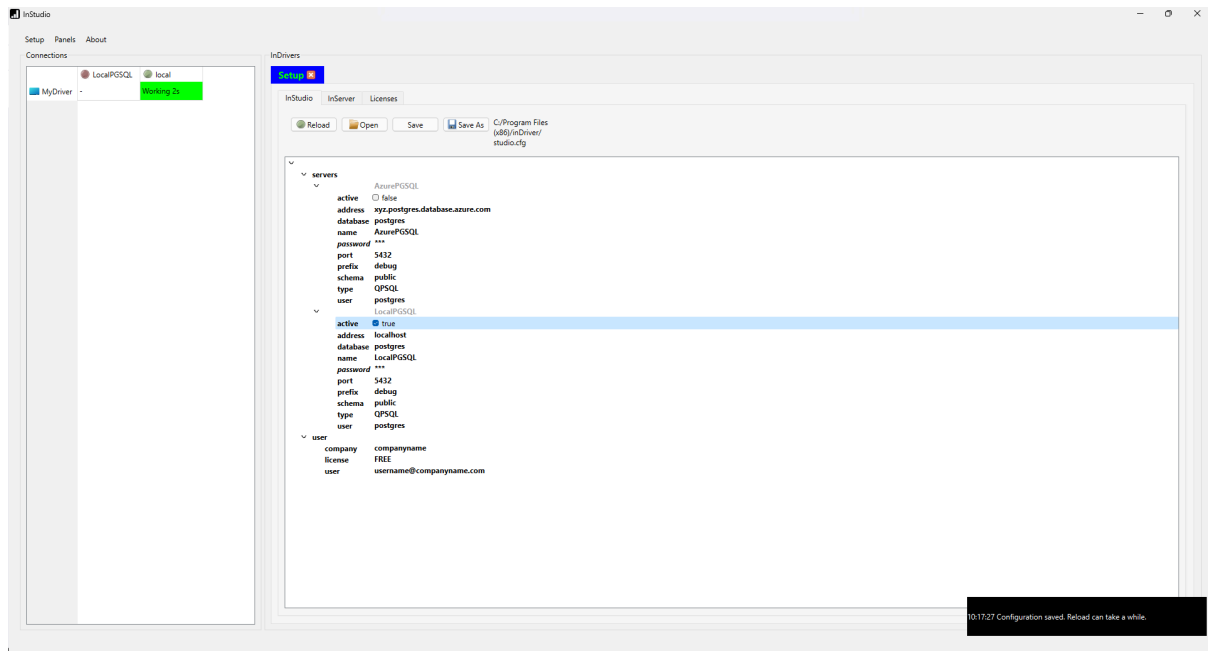 InStudio
Setup Panels About
Connections
LocalPGSQL local
MyDriver - Working 2s
InDrivers
Setup
InStudio InServer Licenses
Reload Open Save Save As
C:/Program Files
(x86)/inDriver/
studio.cfg
servers
AzurePGSQL
active false
address xyz.postgres.database.azure.com
database postgres
name AzurePGSQL
password ***
port 5432
prefix debug
schema public
type QPSQL
user postgres
LocalPGSQL
active true
address localhost
database postgres
name LocalPGSQL
password ***
port 5432
prefix debug
schema public
type QPSQL
user postgres
user
company companyname
license FREE
user username@companyname.com
10:17:27 Configuration saved. Reload can take a while.